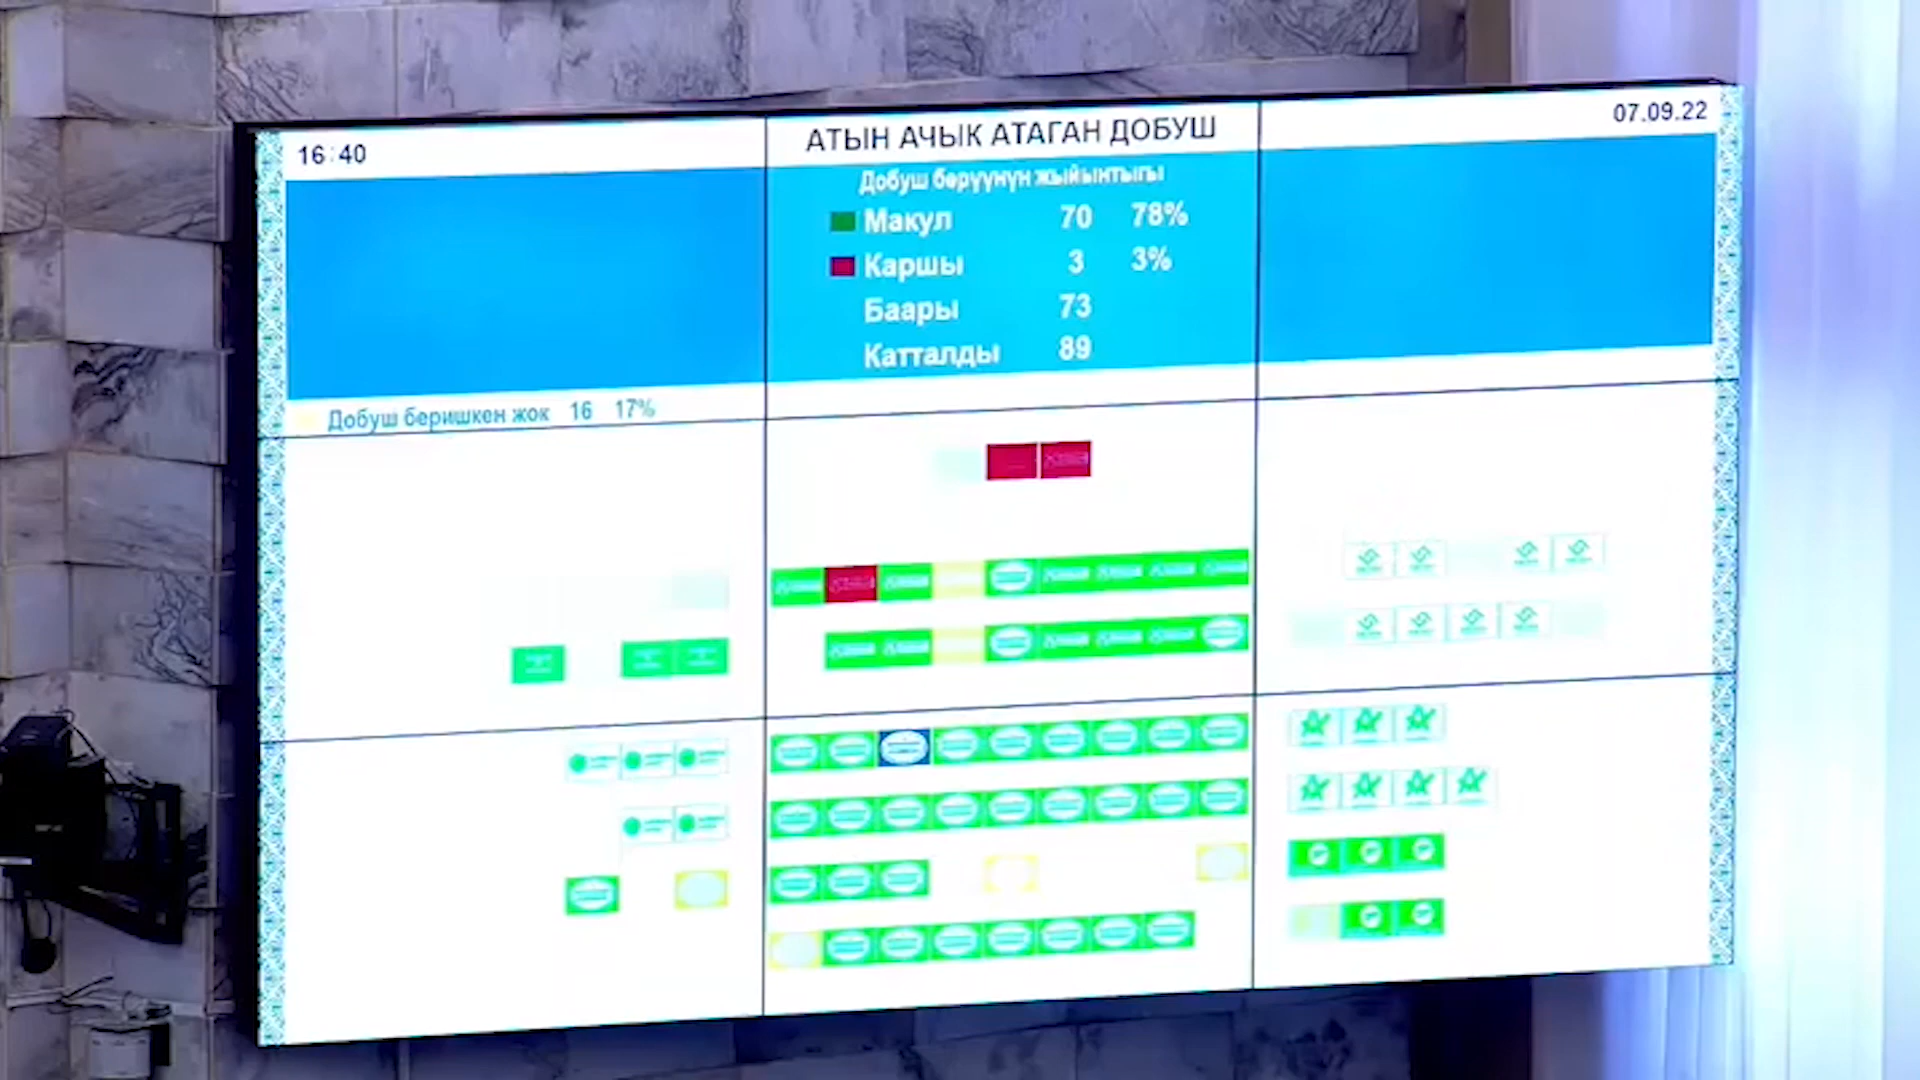 16:40
АТЫН АЧЫК АТАГАН ДОБУШ
07.09.22
Добуш берүүнүн жыйынтыгы
Макул 70 78%
Каршы 3 3%
Баары 73
Катталды 89
Добуш беришкен жок 16 17%